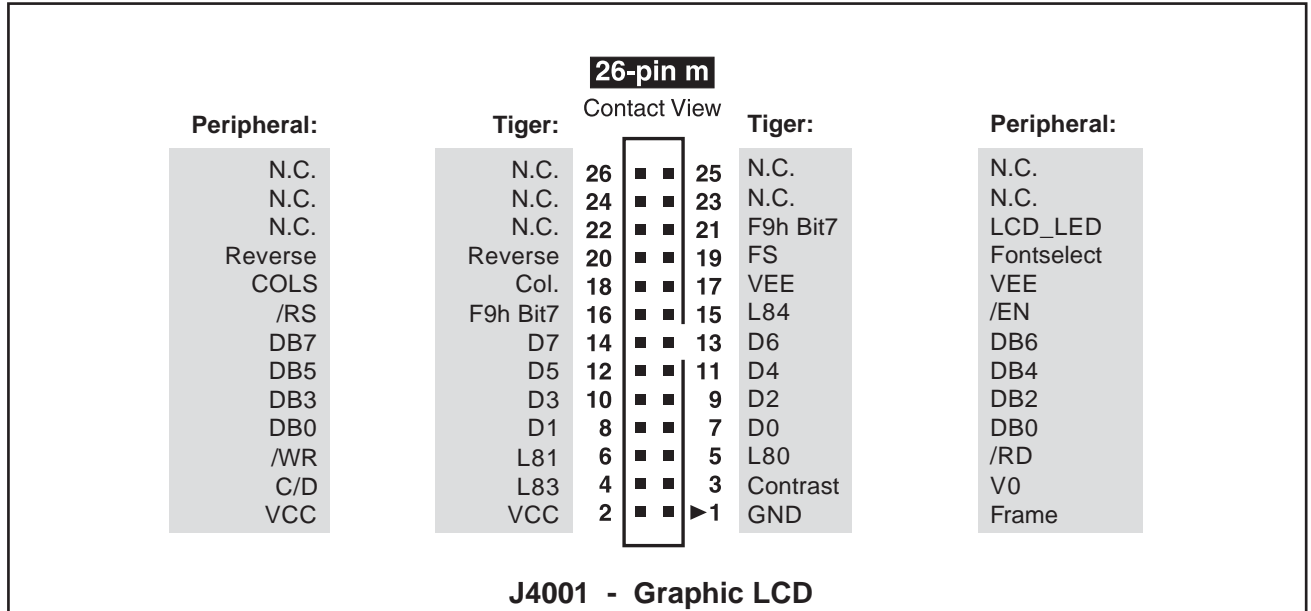 26-pin m
Contact View
Peripheral: Tiger: Tiger: Peripheral:
N.C. N.C. 26 25 N.C. N.C.
N.C. N.C. 24 23 N.C. N.C.
N.C. N.C. 22 21 F9h Bit7 LCD_LED
Reverse Reverse 20 19 FS Fontselect
COLS Col. 18 17 VEE VEE
/RS F9h Bit7 16 15 L84 /EN
DB7 D7 14 13 D6 DB6
DB5 D5 12 11 D4 DB4
DB3 D3 10 9 D2 DB2
DB0 D1 8 7 D0 DB0
/WR L81 6 5 L80 /RD
C/D L83 4 3 Contrast V0
VCC VCC 2 1 GND Frame
J4001 - Graphic LCD